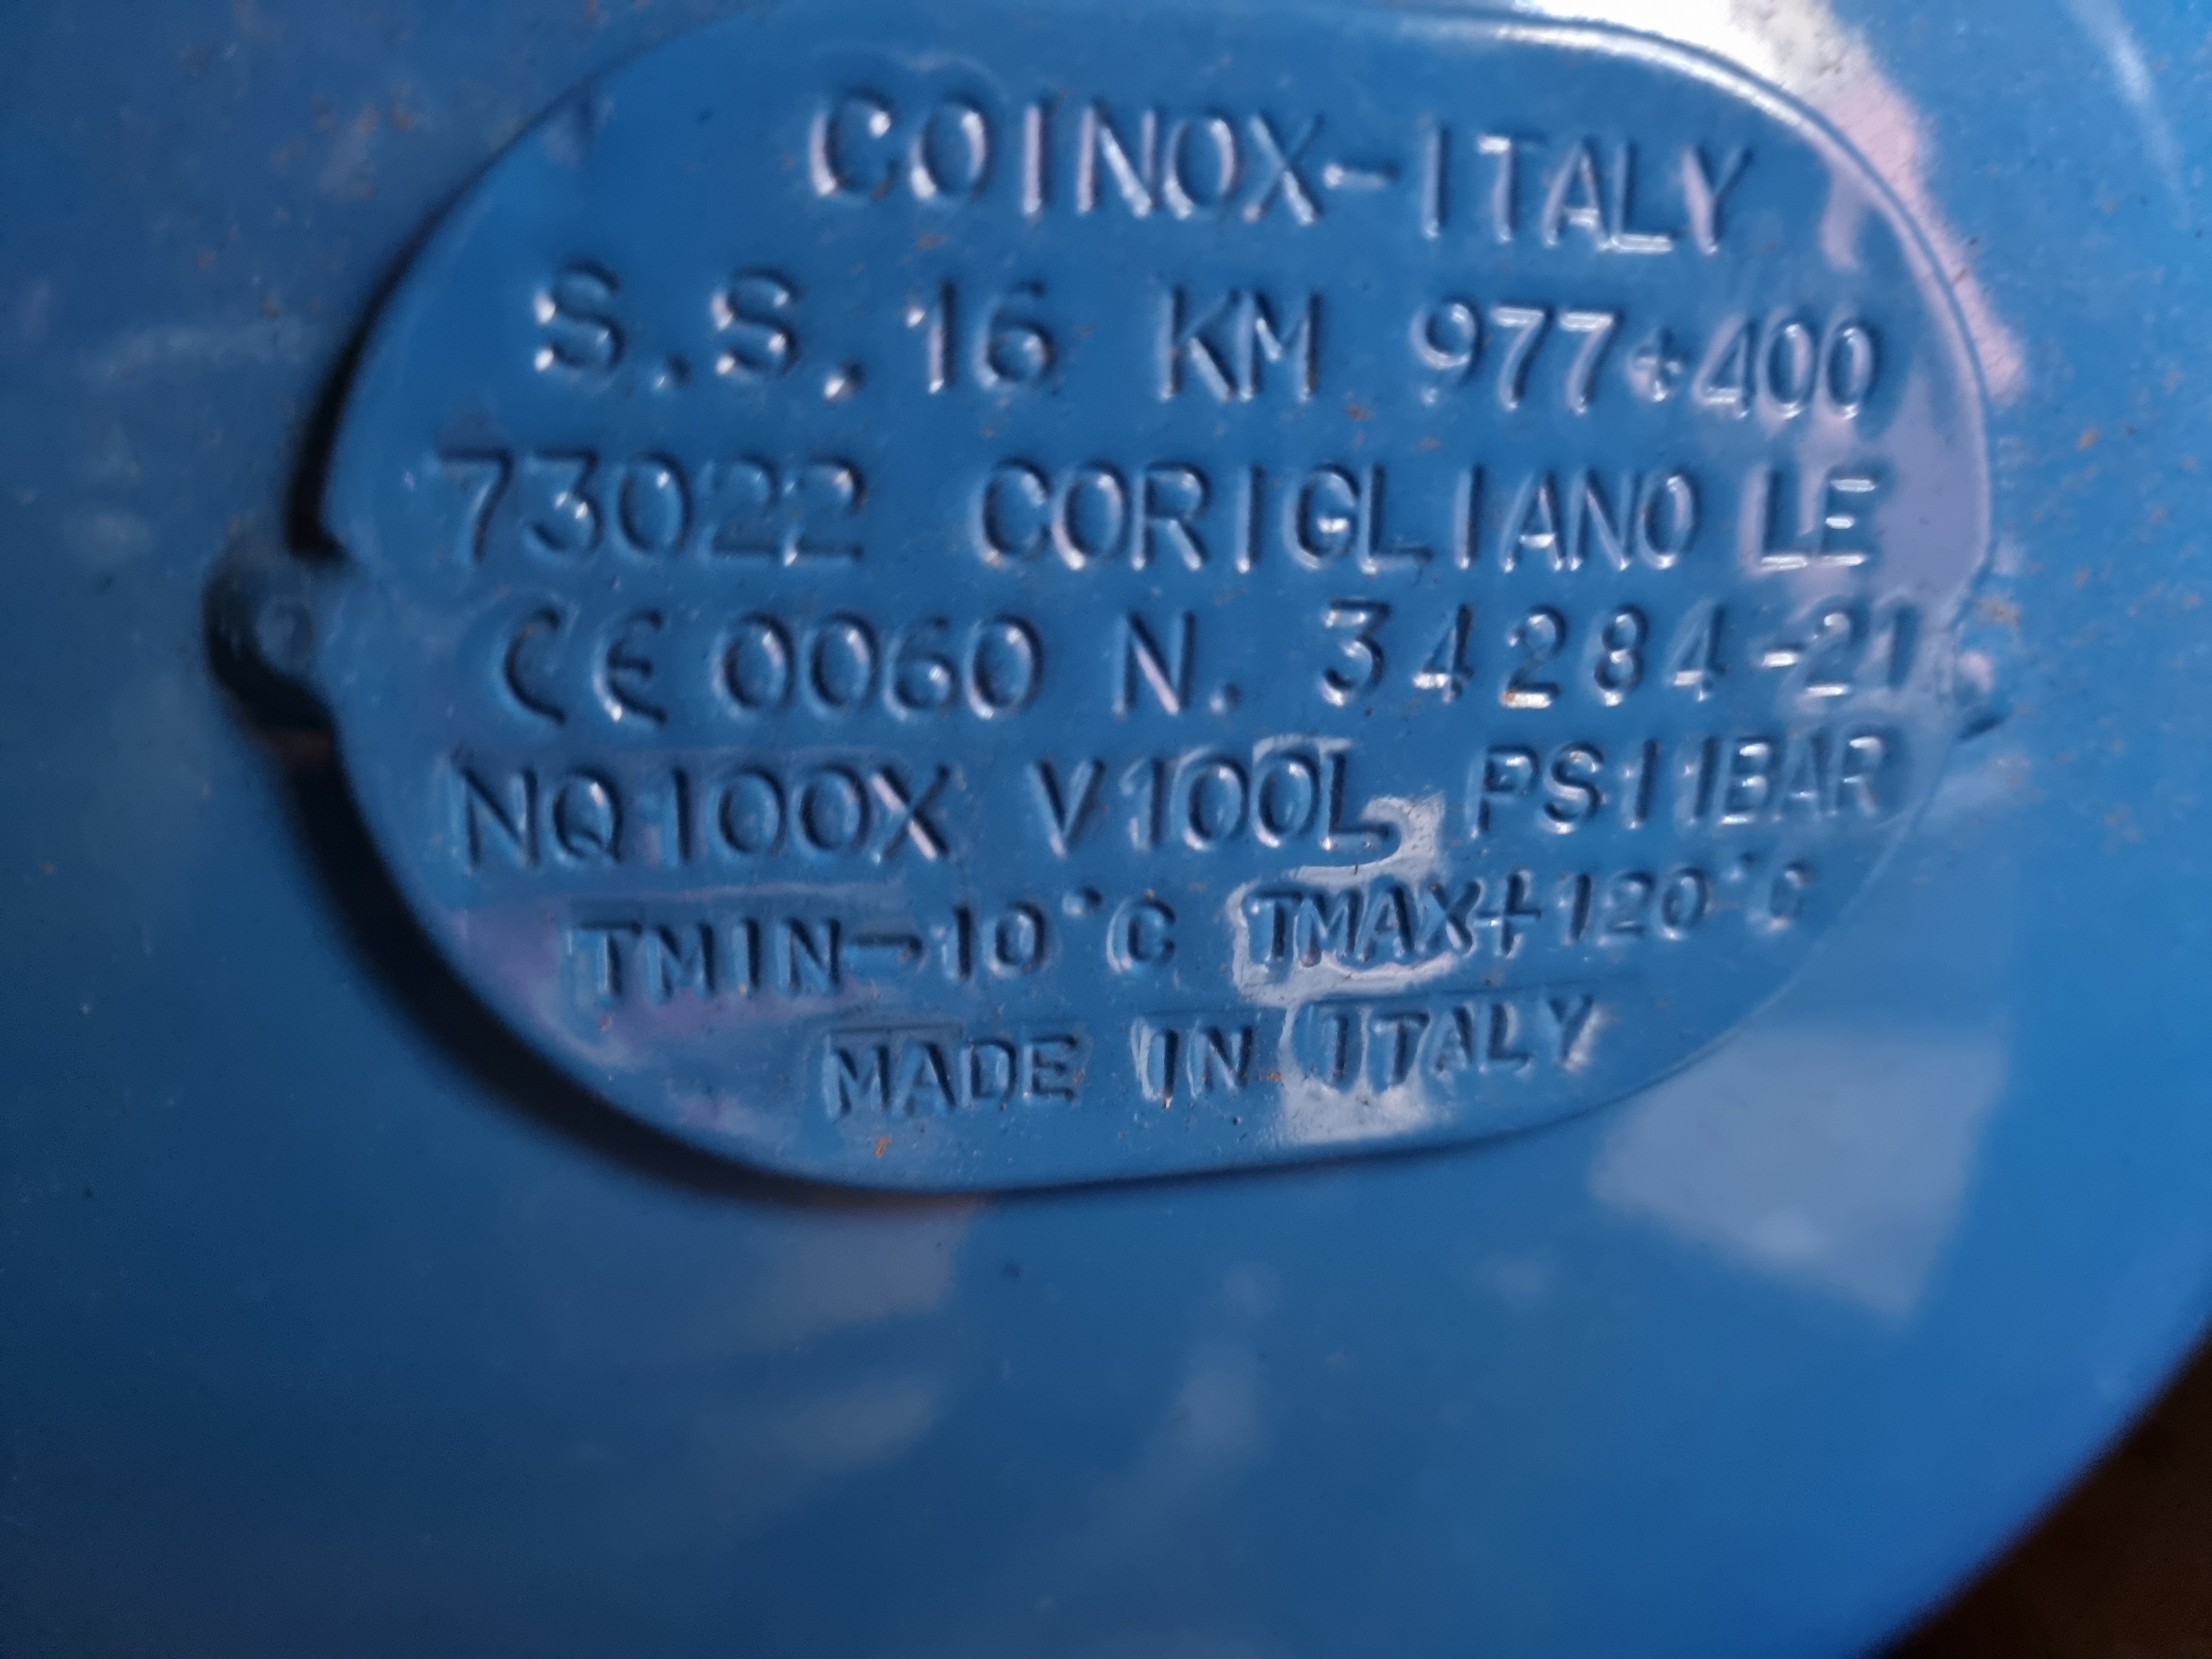 COINOX-ITALY
S.S.16 KM 977+400
73022 CORIGLIANO LE
CE 0060 N. 34284-21
NQ100X V100L PS11BAR
TMIN-10°C TMAX+120°C
MADE IN ITALY